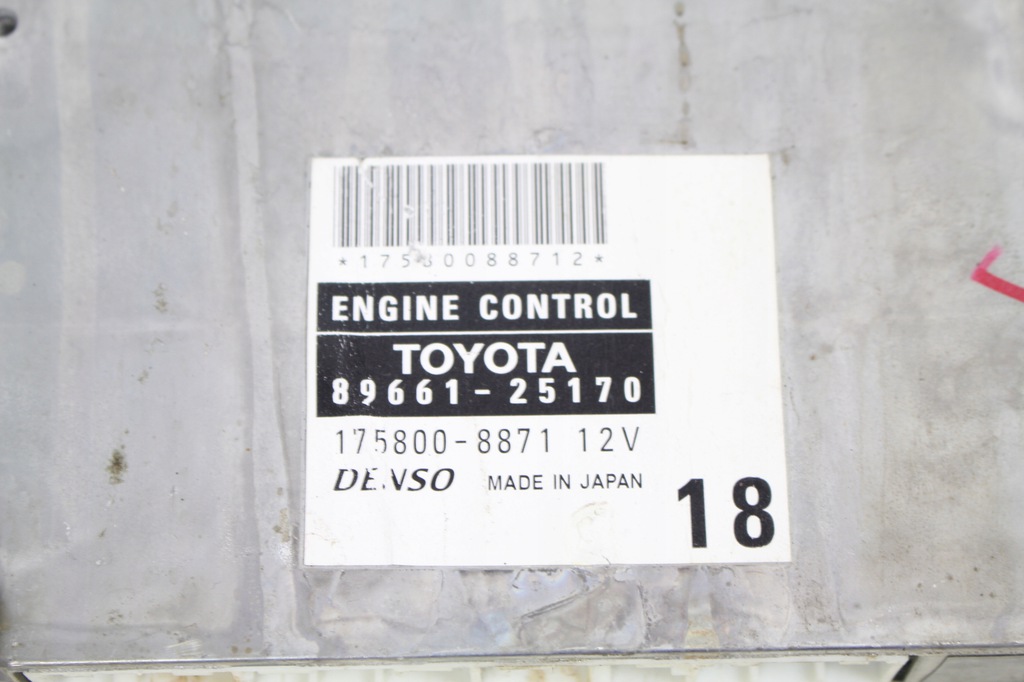 *17580088712*
ENGINE CONTROL
TOYOTA
89661-25170
175800-8871 12V
DENSO MADE IN JAPAN
18